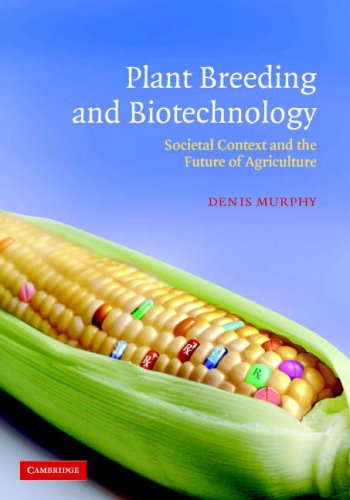 Plant Breeding
and Biotechnology
Societal Context and the
Future of Agriculture
DENIS MURPHY
CAMBRIDGE